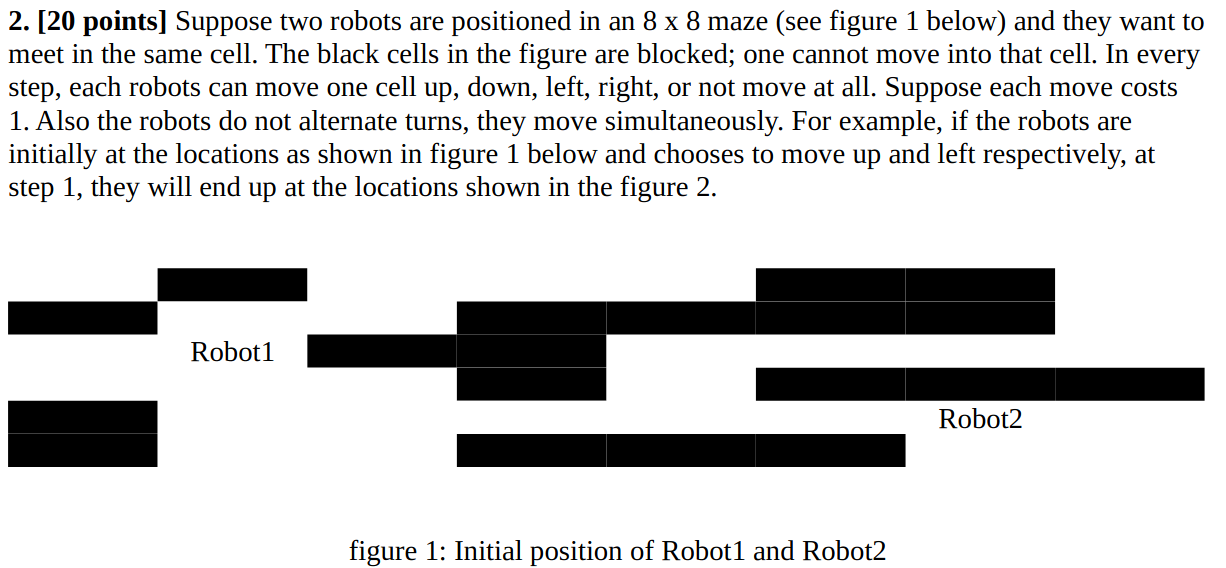 2. [20 points] Suppose two robots are positioned in an 8 x 8 maze (see figure 1 below) and they want to
meet in the same cell. The black cells in the figure are blocked; one cannot move into that cell. In every
step, each robots can move one cell up, down, left, right, or not move at all. Suppose each move costs
1. Also the robots do not alternate turns, they move simultaneously. For example, if the robots are
initially at the locations as shown in figure 1 below and chooses to move up and left respectively, at
step 1, they will end up at the locations shown in the figure 2.
Robot1
Robot2
figure 1: Initial position of Robot1 and Robot2